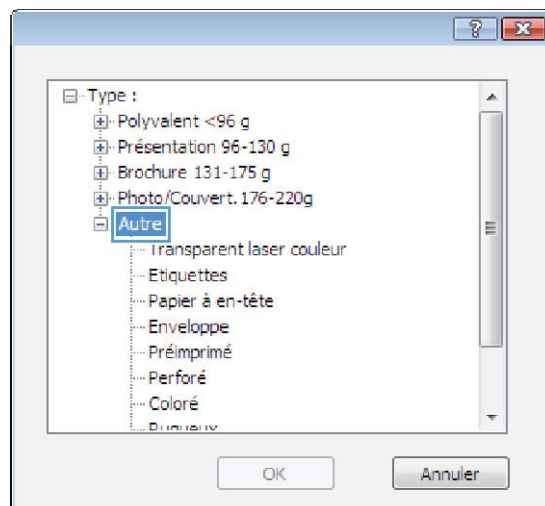 Type :
Polyvalent <96 g
Présentation 96-130 g
Brochure 131-175 g
Photo/Couvert. 176-220g
Autre
Transparent laser couleur
Etiquettes
Papier à en-tête
Enveloppe
Préimprimé
Perforé
Coloré
Rugueux
OK
Annuler